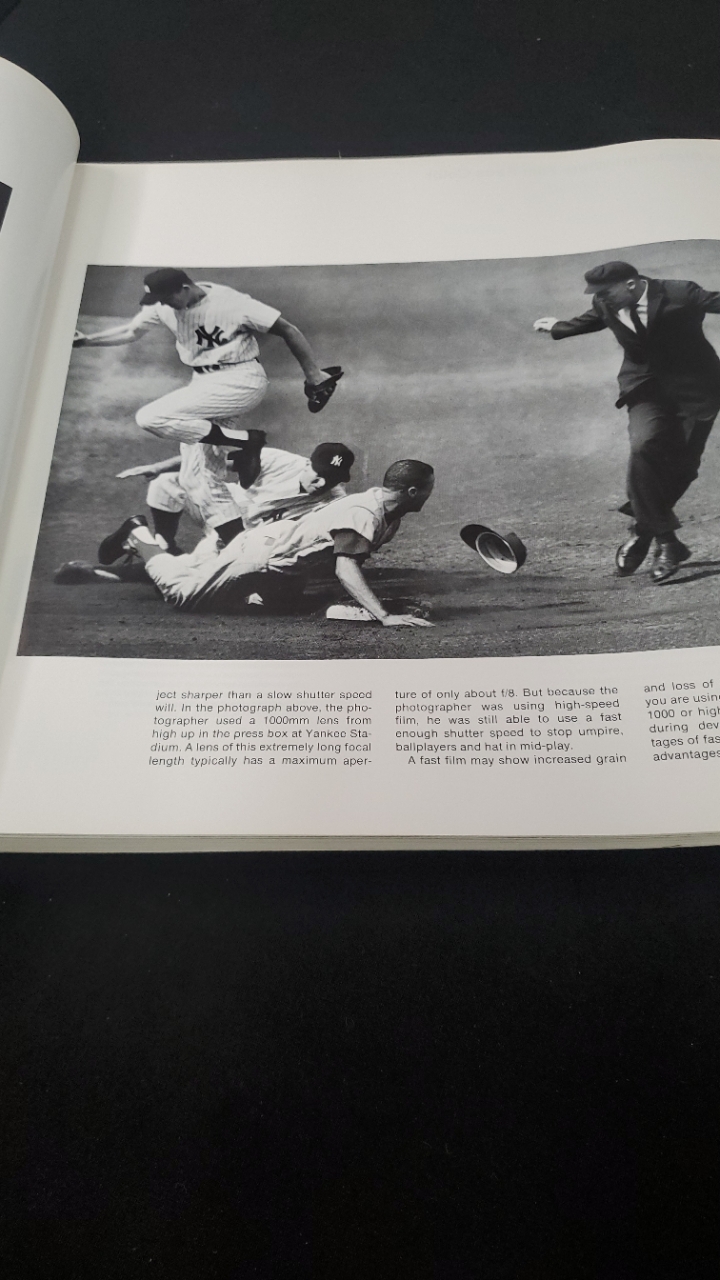 NY
NY
ject sharper than a slow shutter speed
will. In the photograph above, the pho-
tographer used a 1000mm lens from
high up in the press box at Yankee Sta-
dium. A lens of this extremely long focal
length typically has a maximum aper-
ture of only about f/8. But because the
photographer was using high-speed
film, he was still able to use a fast
enough shutter speed to stop umpire,
ballplayers and hat in mid-play.
A fast film may show increased grain
and loss of
you are using
1000 or high
during dev
tages of fas
advantages